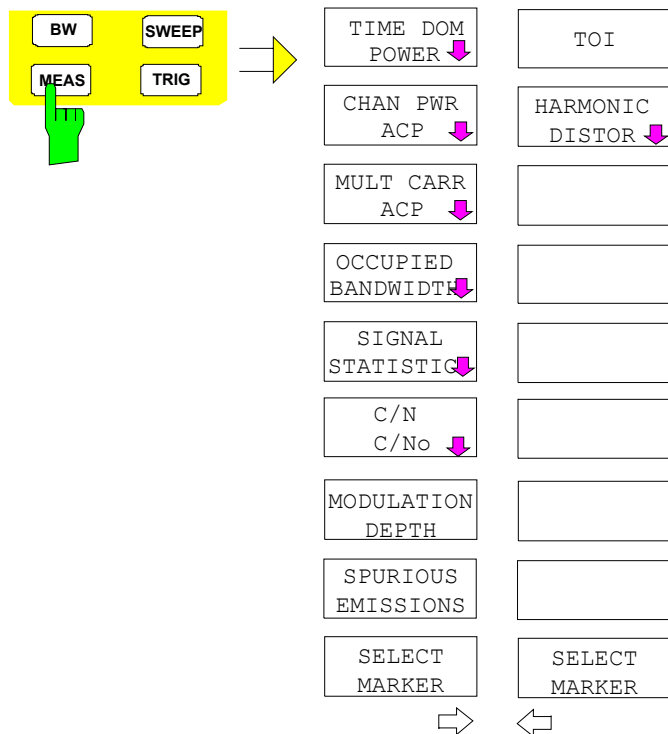 BW
SWEEP
MEAS
TRIG
TIME DOM
POWER
CHAN PWR
ACP
MULT CARR
ACP
OCCUPIED
BANDWIDTH
SIGNAL
STATISTIC
C/N
C/No
MODULATION
DEPTH
SPURIOUS
EMISSIONS
SELECT
MARKER
TOI
HARMONIC
DISTOR
SELECT
MARKER